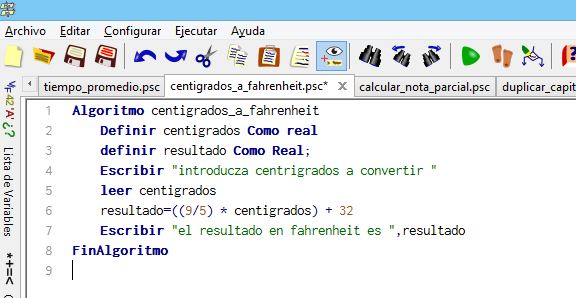 Archivo Editar Configurar Ejecutar Ayuda
tiempo_promedio.psc centigrados_a_fahrenheit.psc* calcular_nota_parcial.psc duplicar_capit
42 'A' ¿?
Lista de Variables
*+=<
1 Algoritmo centigrados_a_fahrenheit
2 Definir centigrados Como real
3 definir resultado Como Real;
4 Escribir "introducza centrigrados a convertir "
5 leer centigrados
6 resultado=((9/5) * centigrados) + 32
7 Escribir "el resultado en fahrenheit es ",resultado
8 FinAlgoritmo
9